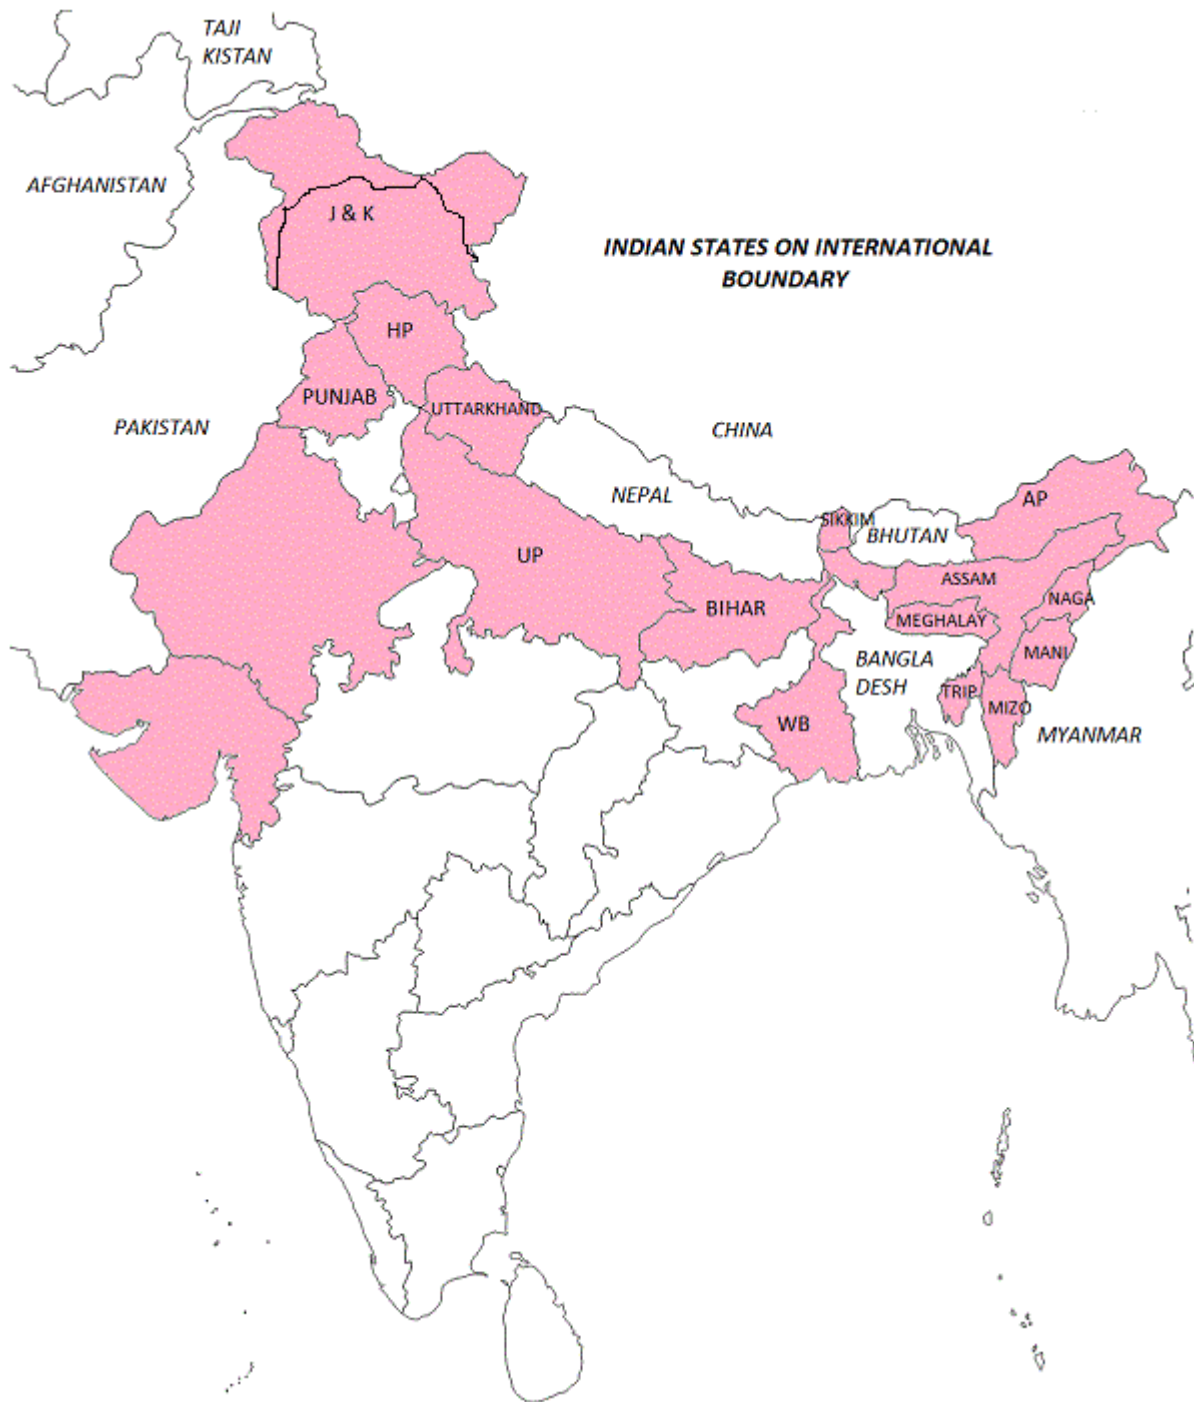 TAJI
KISTAN
AFGHANISTAN
J & K
INDIAN STATES ON INTERNATIONAL
BOUNDARY
HP
PUNJAB
UTTARKHAND
PAKISTAN
CHINA
NEPAL
AP
SIKKIM
BHUTAN
UP
ASSAM
NAGA
BIHAR
MEGHALAY
MANI
BANGLA
DESH
TRIP
MIZO
WB
MYANMAR